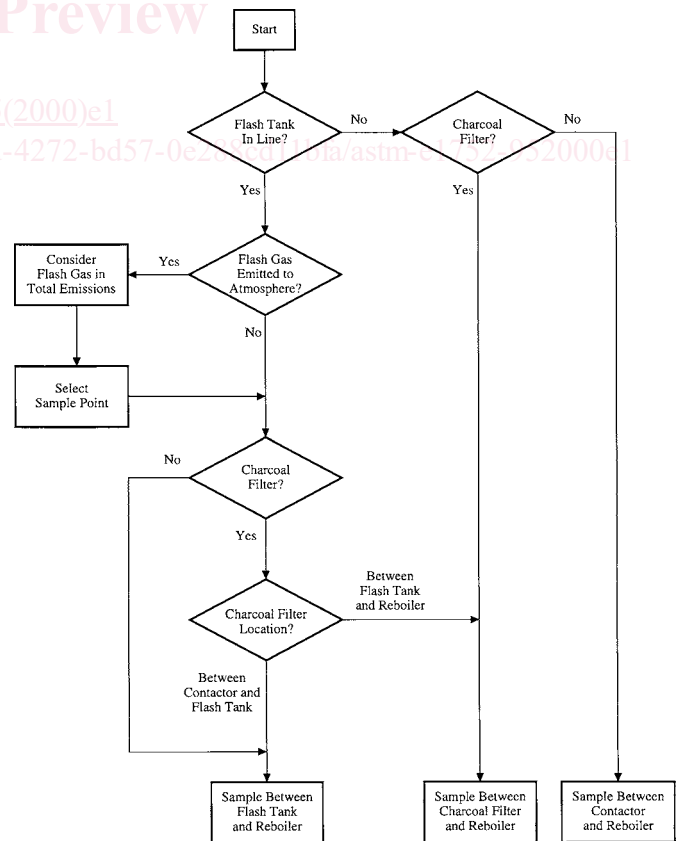 Preview
(2000)e1
-4272-bd57-0e288cd11bfa/astm-e1752-952000e1
Start
Flash Tank
In Line?
No
Charcoal
Filter?
No
Yes
Yes
Flash Gas
Emitted to
Atmosphere?
Yes
Consider
Flash Gas in
Total Emissions
No
Select
Sample Point
No
Charcoal
Filter?
Yes
Charcoal Filter
Location?
Between
Flash Tank
and Reboiler
Between
Contactor and
Flash Tank
Sample Between
Flash Tank
and Reboiler
Sample Between
Charcoal Filter
and Reboiler
Sample Between
Contactor
and Reboiler